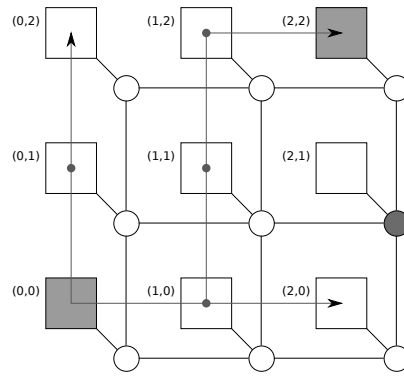 (0,2) (1,2) (2,2)
(0,1) (1,1) (2,1)
(0,0) (1,0) (2,0)